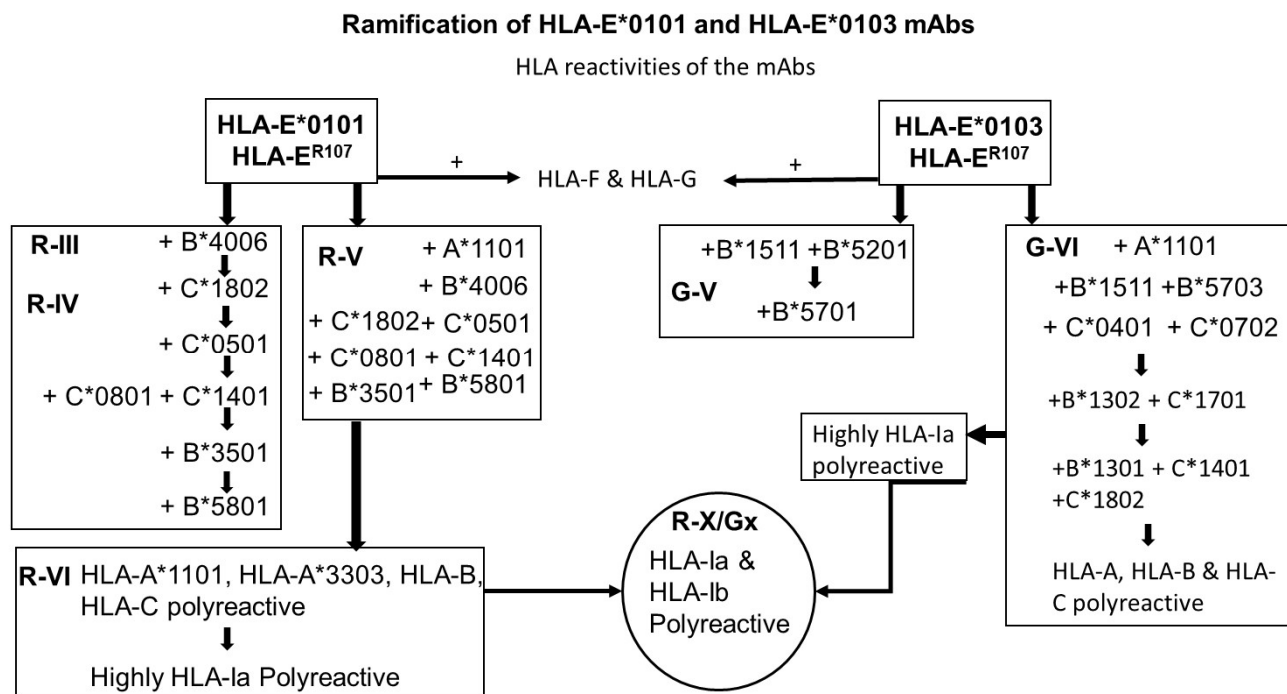 Ramification of HLA-E*0101 and HLA-E*0103 mAbs
HLA reactivities of the mAbs
HLA-E*0101
HLA-E^R107
+
HLA-F & HLA-G
+
HLA-E*0103
HLA-E^R107
R-III + B*4006
R-IV + C*1802
+ C*0501
+ C*0801 + C*1401
+ B*3501
+ B*5801
R-V + A*1101
+ B*4006
+ C*1802 + C*0501
+ C*0801 + C*1401
+ B*3501 + B*5801
+B*1511 +B*5201
G-V
+B*5701
G-VI + A*1101
+B*1511 +B*5703
+ C*0401 + C*0702
+B*1302 + C*1701
+B*1301 + C*1401
+C*1802
HLA-A, HLA-B & HLA-
C polyreactive
Highly HLA-Ia
polyreactive
R-X/Gx
HLA-Ia &
HLA-Ib
Polyreactive
R-VI HLA-A*1101, HLA-A*3303, HLA-B,
HLA-C polyreactive
Highly HLA-Ia Polyreactive